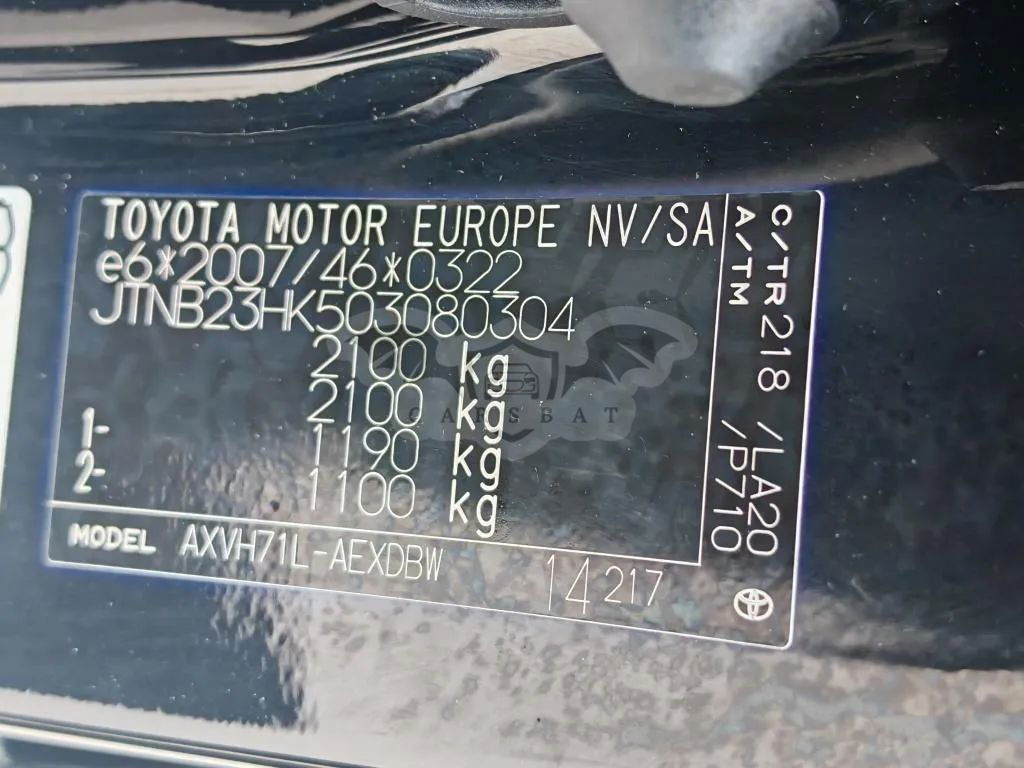 TOYOTA MOTOR EUROPE NV/SA
e6*2007/46*0322
JTNB23HK503080304
2100 kg
2100 kg
1- 1190 kg
2- 1100 kg
MODEL AXVH71L-AEXDBW
14 217
C/TR 218 /LA20
A/TM /P710
CARSBAT